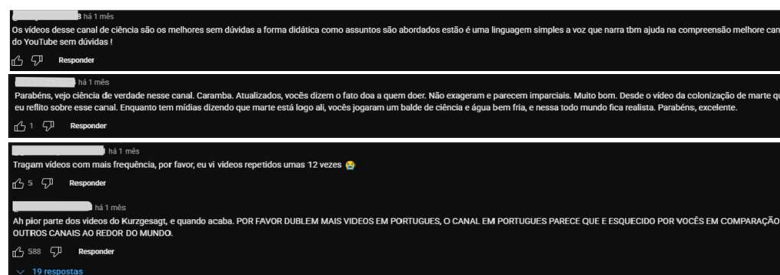 há 1 mês
Os vídeos desse canal de ciência são os melhores sem dúvidas a forma didática como assuntos são abordados estão é uma linguagem simples a voz que narra tbm ajuda na compreensão melhore can
do YouTube sem dúvidas !
Responder
há 1 mês
Parabéns, vejo ciência de verdade nesse canal. Caramba. Atualizados, vocês dizem o fato doa a quem doer. Não exageram e parecem imparciais. Muito bom. Desde o vídeo da colonização de marte qu
eu reflito sobre esse canal. Enquanto tem mídias dizendo que marte está logo ali, vocês jogaram um balde de ciência e água bem fria, e nessa todo mundo fica realista. Parabéns, excelente.
1 Responder
há 1 mês
Tragam vídeos com mais frequência, por favor, eu vi videos repetidos umas 12 vezes 😭
5 Responder
há 1 mês
Ah pior parte dos videos do Kurzgesagt, e quando acaba. POR FAVOR DUBLEM MAIS VIDEOS EM PORTUGUES, O CANAL EM PORTUGUES PARECE QUE E ESQUECIDO POR VOCÊS EM COMPARAÇÃO
OUTROS CANAIS AO REDOR DO MUNDO.
588 Responder
19 respostas